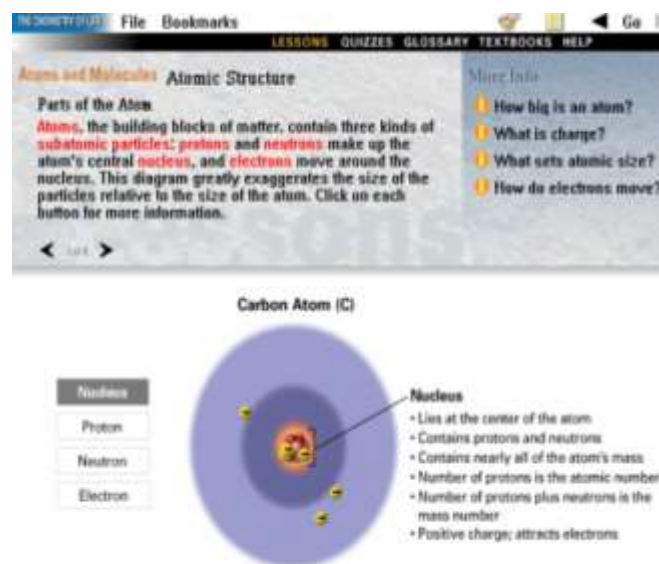 THE CHEMISTRY OF LIFE File Bookmarks Go
LESSONS QUIZZES GLOSSARY TEXTBOOKS HELP
Atoms and Molecules Atomic Structure
Parts of the Atom
Atoms, the building blocks of matter, contain three kinds of
subatomic particles: protons and neutrons make up the
atom's central nucleus, and electrons move around the
nucleus. This diagram greatly exaggerates the size of the
particles relative to the size of the atom. Click on each
button for more information.
More Info
How big is an atom?
What is charge?
What sets atomic size?
How do electrons move?
Carbon Atom (C)
Nucleus
Proton
Neutron
Electron
Nucleus
• Lies at the center of the atom
• Contains protons and neutrons
• Contains nearly all of the atom's mass
• Number of protons is the atomic number
• Number of protons plus neutrons is the
mass number
• Positive charge; attracts electrons